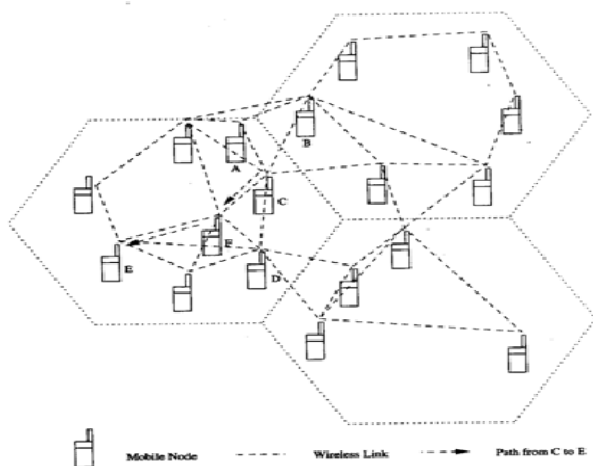 B
A
C
F
E
D
Mobile Node
Wireless Link
Path from C to E